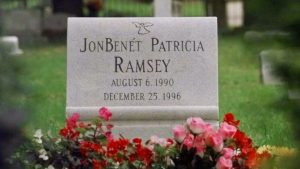 JonBenét Patricia
Ramsey
August 6, 1990
December 25, 1996